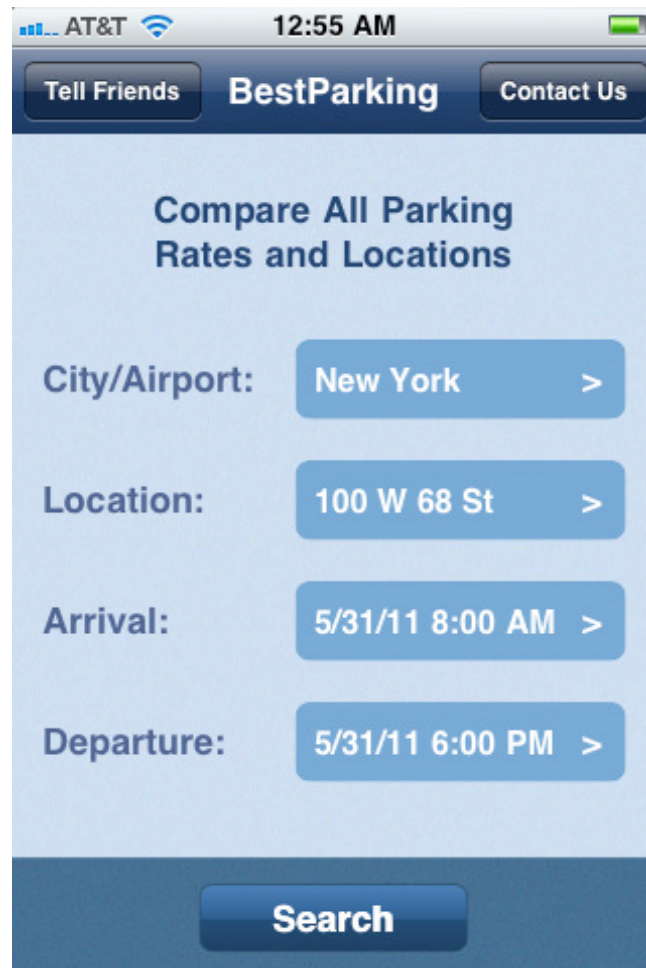 AT&T 12:55 AM
Tell Friends BestParking Contact Us
Compare All Parking
Rates and Locations
City/Airport: New York >
Location: 100 W 68 St >
Arrival: 5/31/11 8:00 AM >
Departure: 5/31/11 6:00 PM >
Search